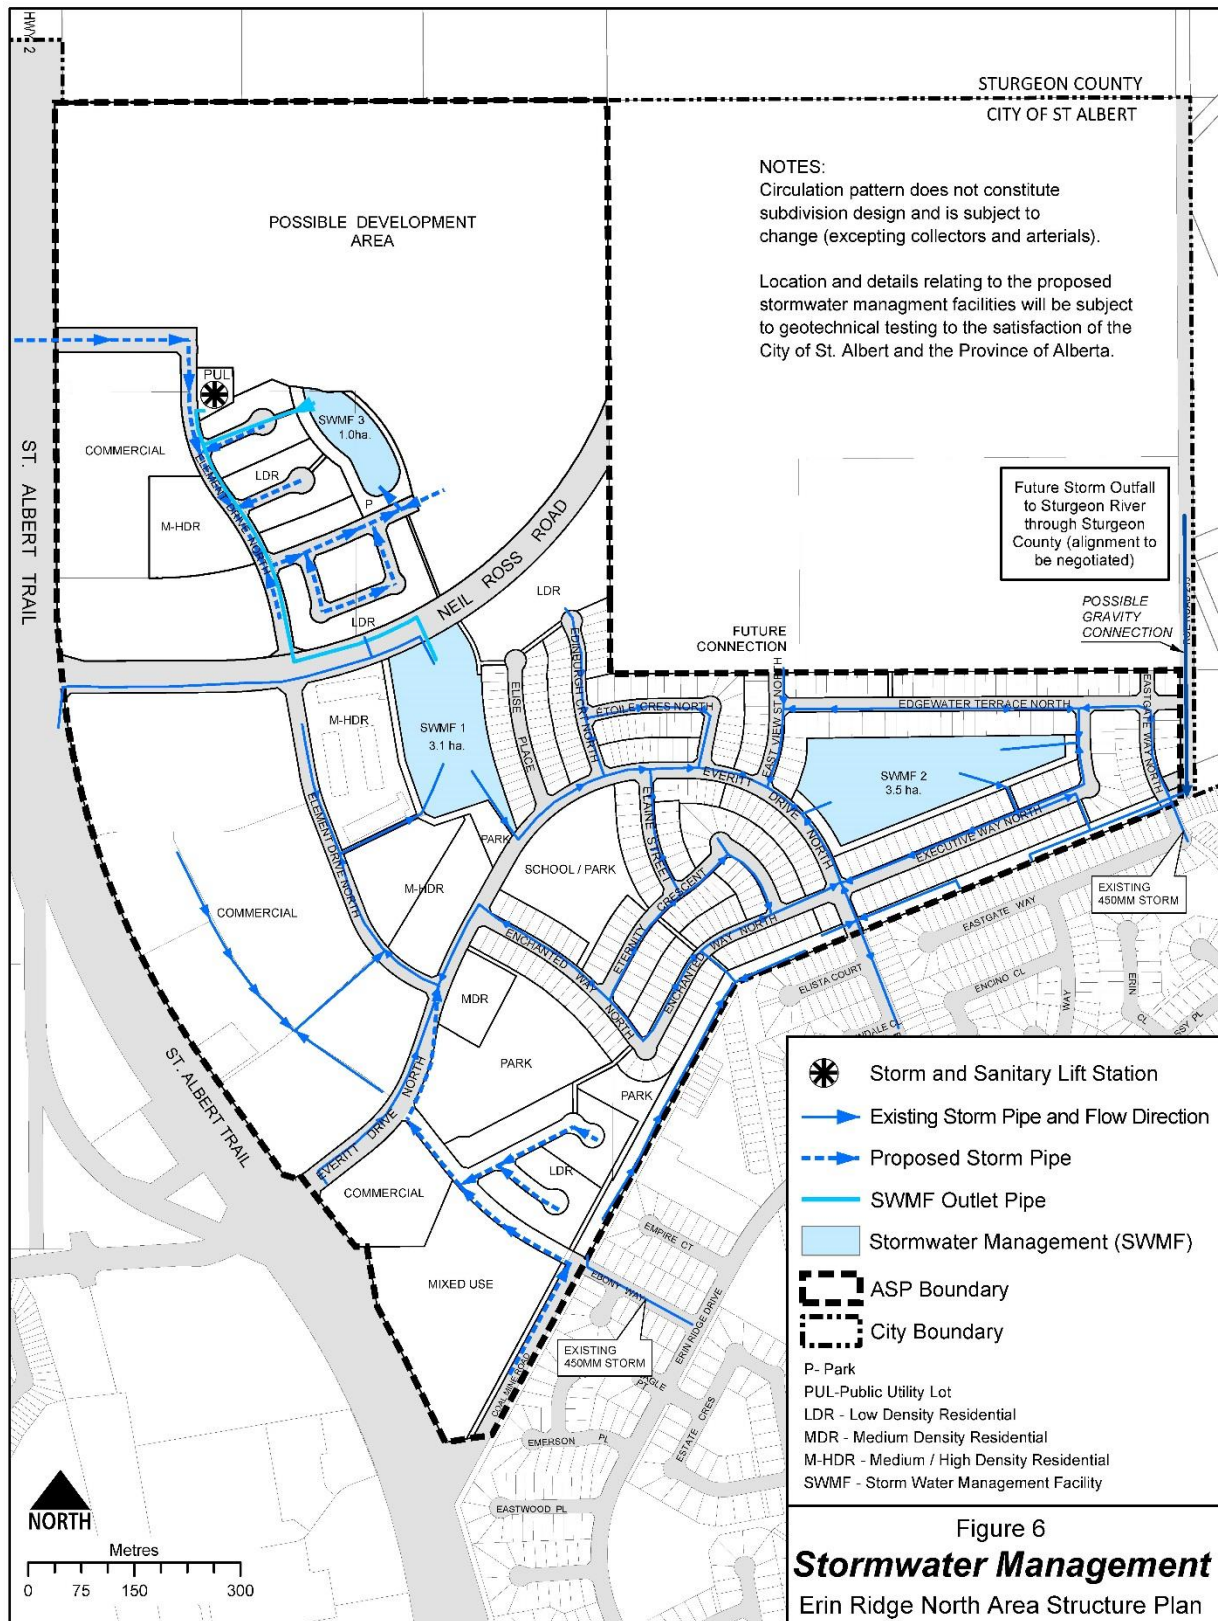 HWY 2
STURGEON COUNTY
CITY OF ST ALBERT
NOTES:
Circulation pattern does not constitute
subdivision design and is subject to
change (excepting collectors and arterials).
Location and details relating to the proposed
stormwater managment facilities will be subject
to geotechnical testing to the satisfaction of the
City of St. Albert and the Province of Alberta.
POSSIBLE DEVELOPMENT
AREA
PUL
SWMF 3
1.0ha.
COMMERCIAL
LDR
M-HDR
P
ELEMENT DRIVE NORTH
ST. ALBERT TRAIL
NEIL ROSS ROAD
LDR
LDR
Future Storm Outfall
to Sturgeon River
through Sturgeon
County (alignment to
be negotiated)
POSSIBLE
GRAVITY
CONNECTION
FUTURE
CONNECTION
EDINBURGH CRT NORTH
ELISE PLACE
ETOILE CRES NORTH
EAST VIEW ST NORTH
EDGEWATER TERRACE NORTH
EASTGATE WAY NORTH
M-HDR
SWMF 1
3.1 ha.
SWMF 2
3.5 ha.
EVERITT DRIVE NORTH
ELAINE STREET
EXECUTIVE WAY NORTH
ELEMENT DRIVE NORTH
PARK
SCHOOL / PARK
M-HDR
COMMERCIAL
ETERNITY CRESCENT
ENCHANTED WAY NORTH
ENCHANTED WAY NORTH
EXISTING
450MM STORM
EASTGATE WAY
ELISTA COURT
ENCINO CL
WAY
ERIN CL
MDR
PARK
PARK
ST. ALBERT TRAIL
EVERITT DRIVE NORTH
LDR
COMMERCIAL
MIXED USE
EMPIRE CT
EBONY WAY
ERIN RIDGE DRIVE
EXISTING
450MM STORM
COAL MINE ROAD
EMERSON PL
ESTATE CRES
EASTWOOD PL
Storm and Sanitary Lift Station
Existing Storm Pipe and Flow Direction
Proposed Storm Pipe
SWMF Outlet Pipe
Stormwater Management (SWMF)
ASP Boundary
City Boundary
P- Park
PUL-Public Utility Lot
LDR - Low Density Residential
MDR - Medium Density Residential
M-HDR - Medium / High Density Residential
SWMF - Storm Water Management Facility
NORTH
Metres
0 75 150 300
Figure 6
Stormwater Management
Erin Ridge North Area Structure Plan